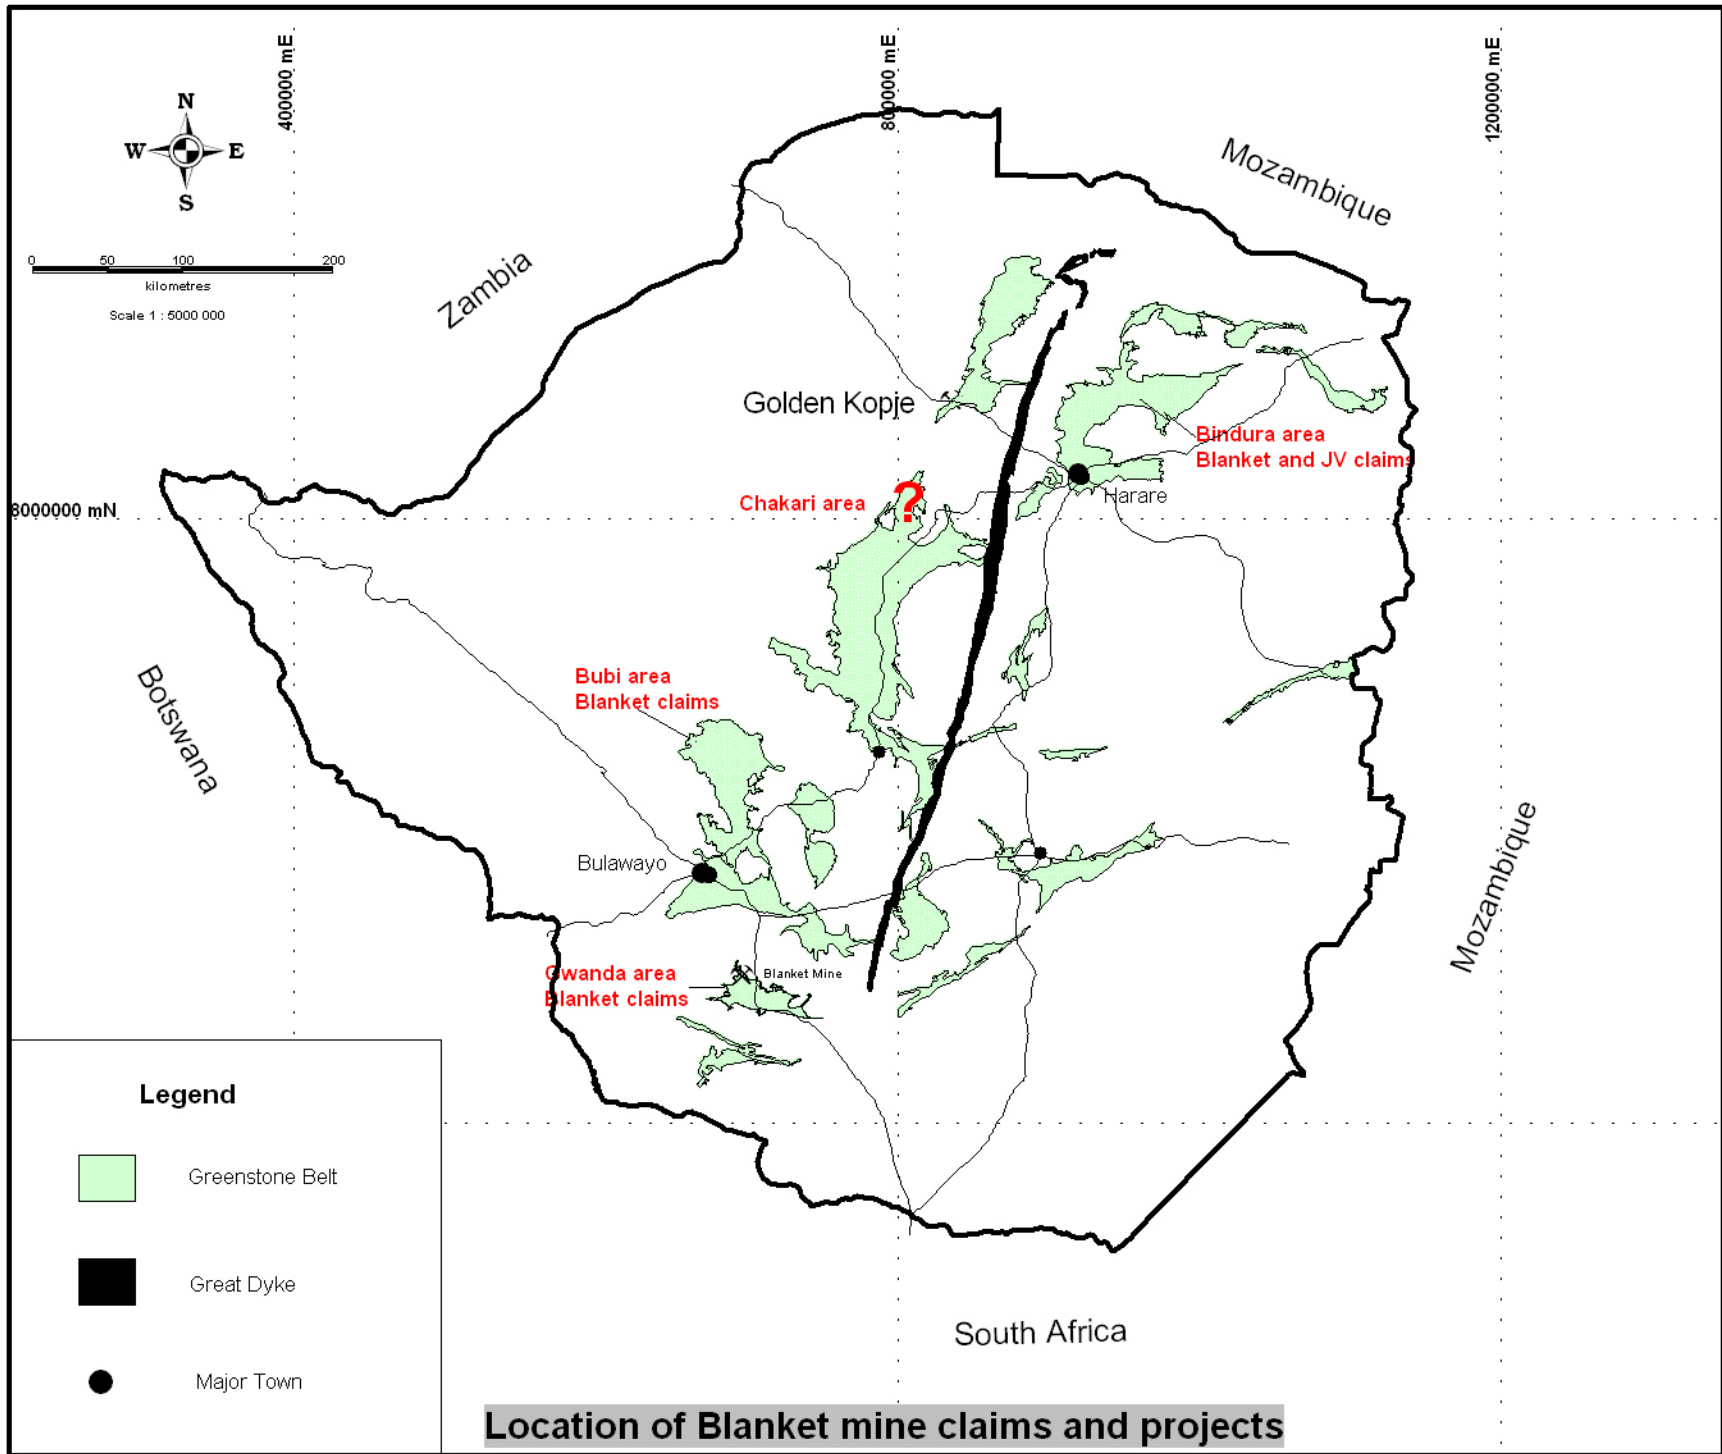 400000 mE
800000 mE
1200000 mE
N
W E
S
Mozambique
0 50 100 200
kilometres
Scale 1 : 5000 000
Zambia
Golden Kopje
Bindura area
Blanket and JV claims
Harare
Chakari area
?
8000000 mN
Botswana
Bubi area
Blanket claims
Bulawayo
Mozambique
Gwanda area
Blanket claims
Blanket Mine
Legend
Greenstone Belt
Great Dyke
Major Town
South Africa
Location of Blanket mine claims and projects